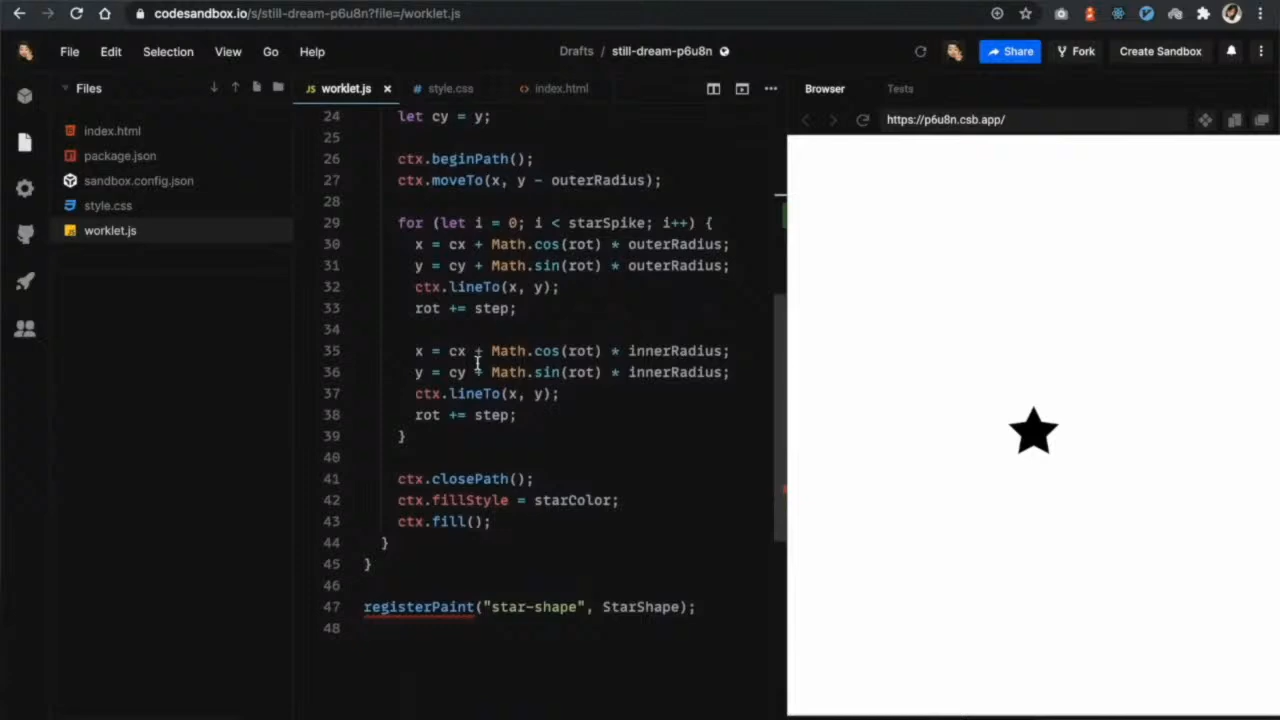 codesandbox.io/s/still-dream-p6u8n?file=/worklet.js
File Edit Selection View Go Help
Drafts / still-dream-p6u8n
Share Fork Create Sandbox
Files
index.html
package.json
sandbox.config.json
style.css
worklet.js
JS worklet.js × # style.css <> index.html
24 let cy = y;
25
26 ctx.beginPath();
27 ctx.moveTo(x, y - outerRadius);
28
29 for (let i = 0; i < starSpike; i++) {
30 x = cx + Math.cos(rot) * outerRadius;
31 y = cy + Math.sin(rot) * outerRadius;
32 ctx.lineTo(x, y);
33 rot += step;
34
35 x = cx + Math.cos(rot) * innerRadius;
36 y = cy + Math.sin(rot) * innerRadius;
37 ctx.lineTo(x, y);
38 rot += step;
39 }
40
41 ctx.closePath();
42 ctx.fillStyle = starColor;
43 ctx.fill();
44 }
45 }
46
47 registerPaint("star-shape", StarShape);
48
Browser Tests
https://p6u8n.csb.app/